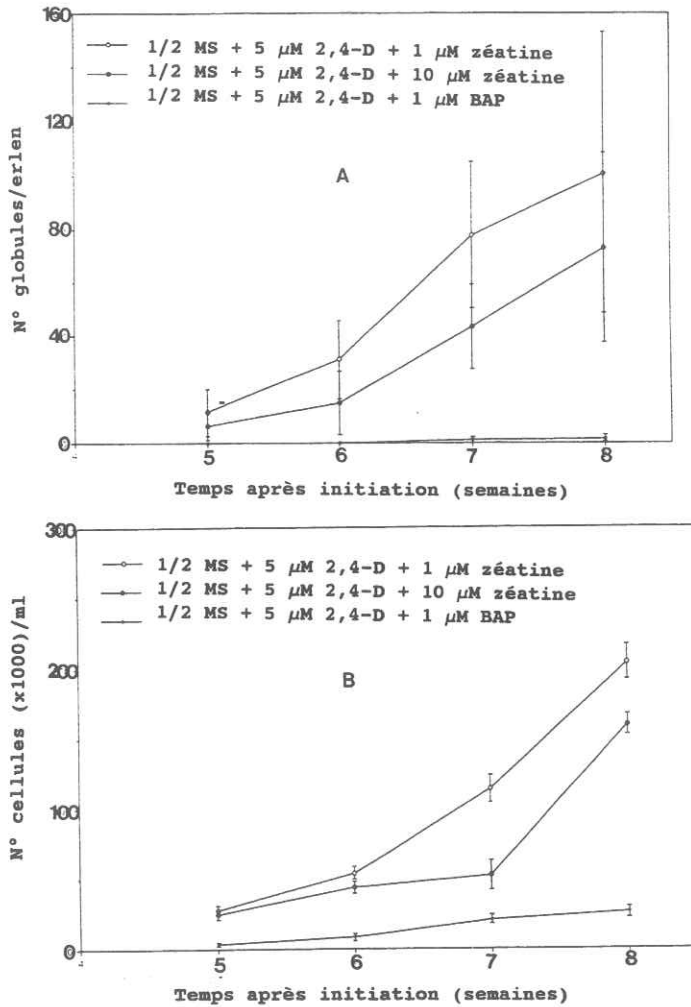 160
1/2 MS + 5 µM 2,4-D + 1 µM zéatine
1/2 MS + 5 µM 2,4-D + 10 µM zéatine
1/2 MS + 5 µM 2,4-D + 1 µM BAP
120
A
80
40
0
N° globules/erlen
5 6 7 8
Temps après initiation (semaines)
300
1/2 MS + 5 µM 2,4-D + 1 µM zéatine
1/2 MS + 5 µM 2,4-D + 10 µM zéatine
1/2 MS + 5 µM 2,4-D + 1 µM BAP
200
B
100
0
N° cellules (x1000)/ml
5 6 7 8
Temps après initiation (semaines)